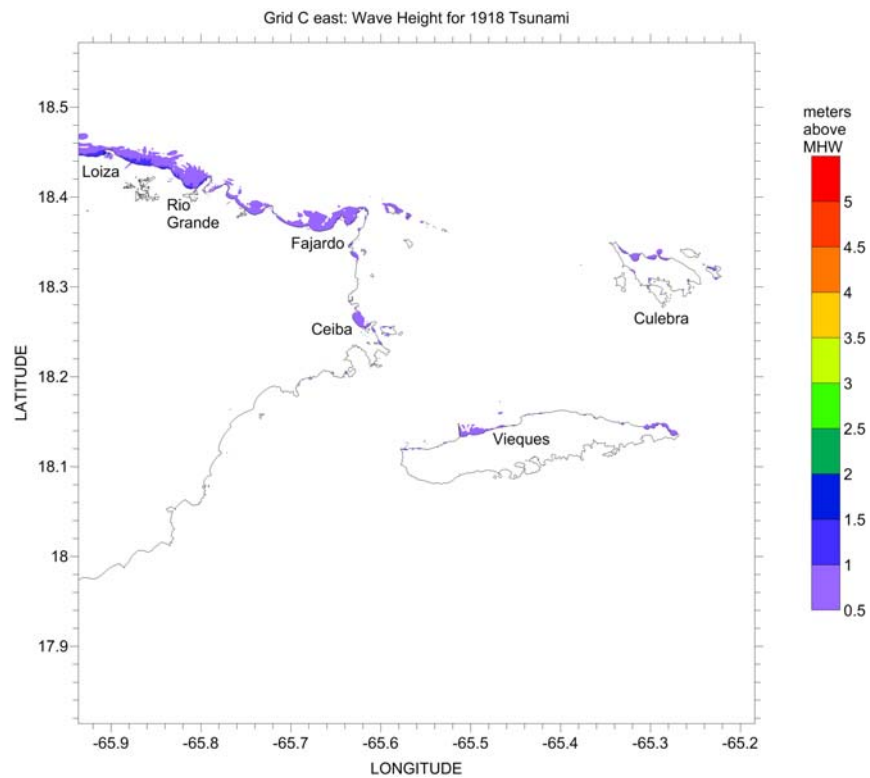 Grid C east: Wave Height for 1918 Tsunami
18.5
18.4
18.3
18.2
18.1
18
17.9
LATITUDE
Loiza
Rio
Grande
Fajardo
Ceiba
Culebra
Vieques
-65.9
-65.8
-65.7
-65.6
-65.5
-65.4
-65.3
-65.2
LONGITUDE
meters
above
MHW
5
4.5
4
3.5
3
2.5
2
1.5
1
0.5